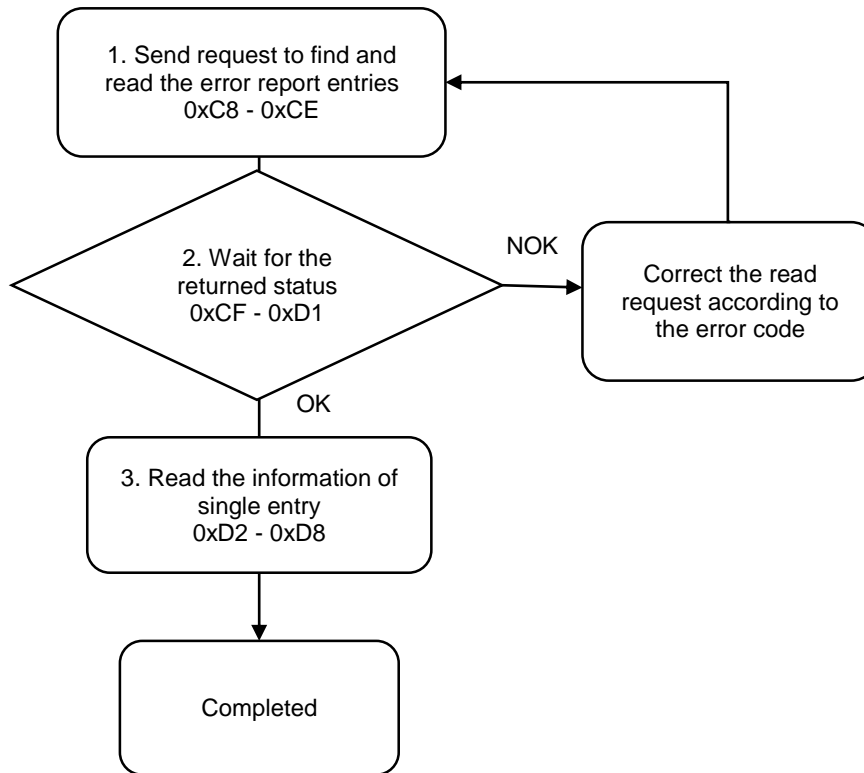 1. Send request to find and
read the error report entries
0xC8 - 0xCE
2. Wait for the
returned status
0xCF - 0xD1
NOK
Correct the read
request according to
the error code
OK
3. Read the information of
single entry
0xD2 - 0xD8
Completed